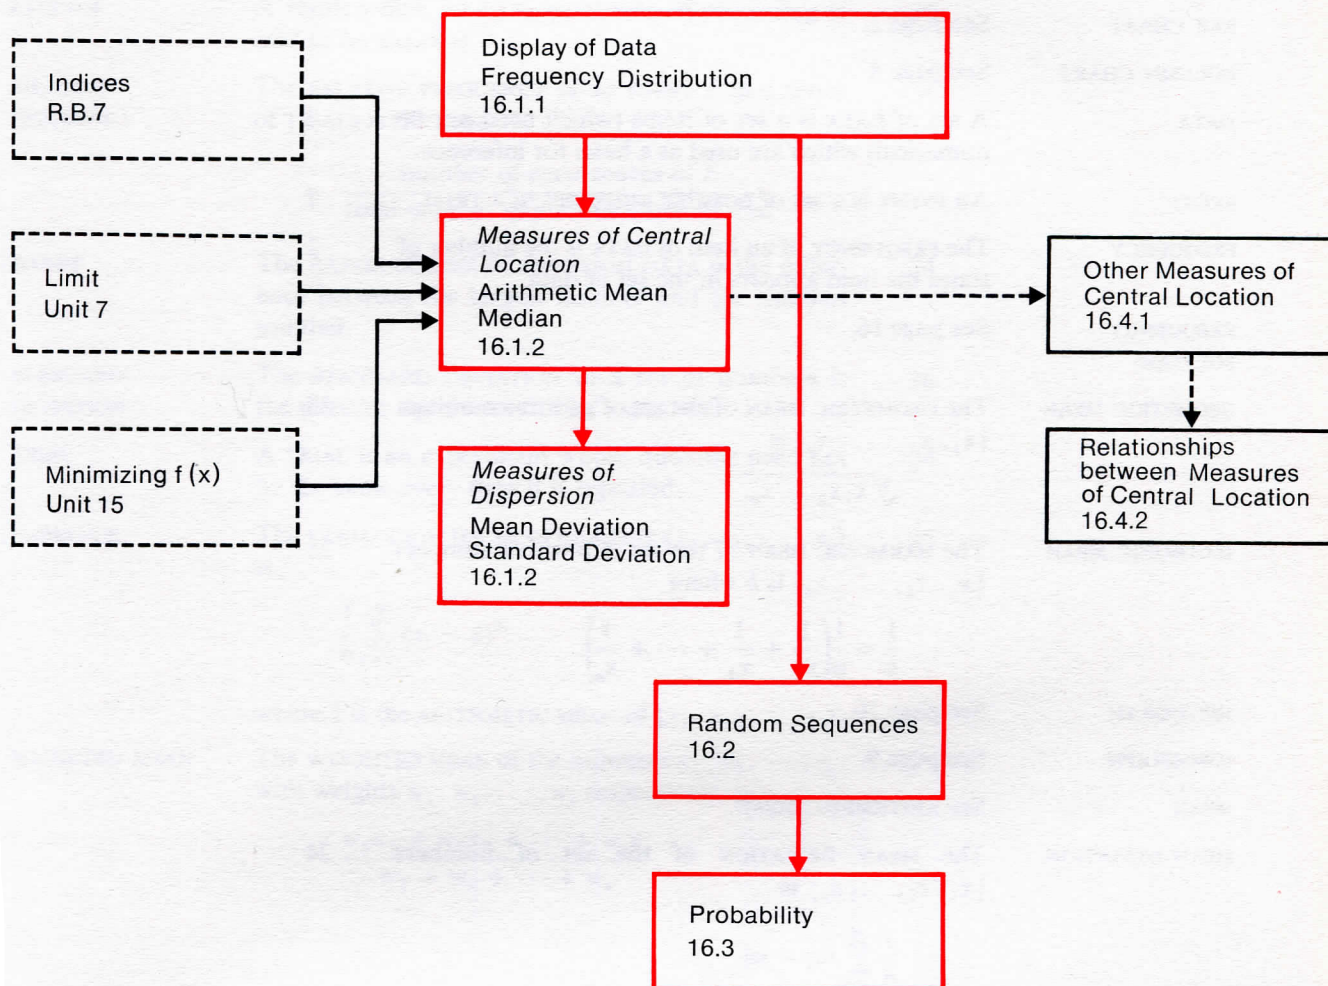 Display of Data
Frequency Distribution
16.1.1
Indices
R.B.7
Measures of Central
Location
Arithmetic Mean
Median
16.1.2
Limit
Unit 7
Other Measures of
Central Location
16.4.1
Minimizing f (x)
Unit 15
Measures of
Dispersion
Mean Deviation
Standard Deviation
16.1.2
Relationships
between Measures
of Central Location
16.4.2
Random Sequences
16.2
Probability
16.3